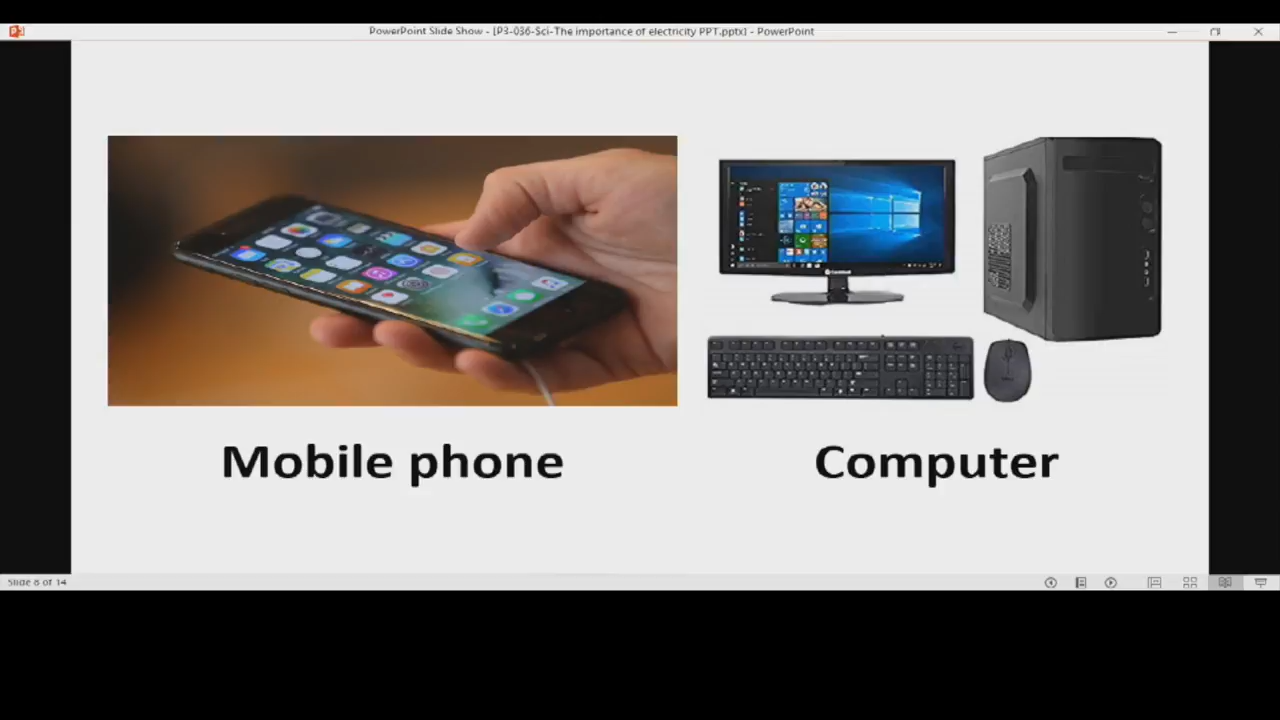 PowerPoint Slide Show - [P3-036-Sci-The importance of electricity PPT.pptx] - PowerPoint
Mobile phone
Computer
Slide 8 of 14